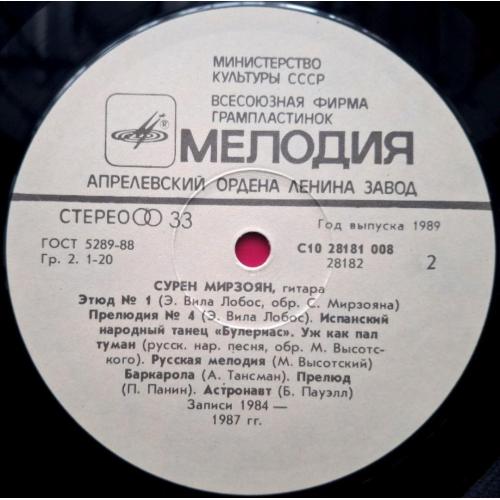 МИНИСТЕРСТВО
КУЛЬТУРЫ СССР
ВСЕСОЮЗНАЯ ФИРМА
ГРАМПЛАСТИНОК
МЕЛОДИЯ
АПРЕЛЕВСКИЙ ОРДЕНА ЛЕНИНА ЗАВОД
СТЕРЕО 33
Год выпуска 1989
ГОСТ 5289-88
Гр. 2. 1-20
С10 28181 008
28182
2
СУРЕН МИРЗОЯН, гитара
Этюд № 1 (Э. Вила Лобос, обр. С. Мирзояна)
Прелюдия № 4 (Э. Вила Лобос). Испанский
народный танец «Булериас». Уж как пал
туман (русск. нар. песня, обр. М. Высотс-
кого). Русская мелодия (М. Высотский)
Баркарола (А. Тансман). Прелюд
(П. Панин). Астронавт (Б. Пауэлл)
Записи 1984 —
1987 гг.